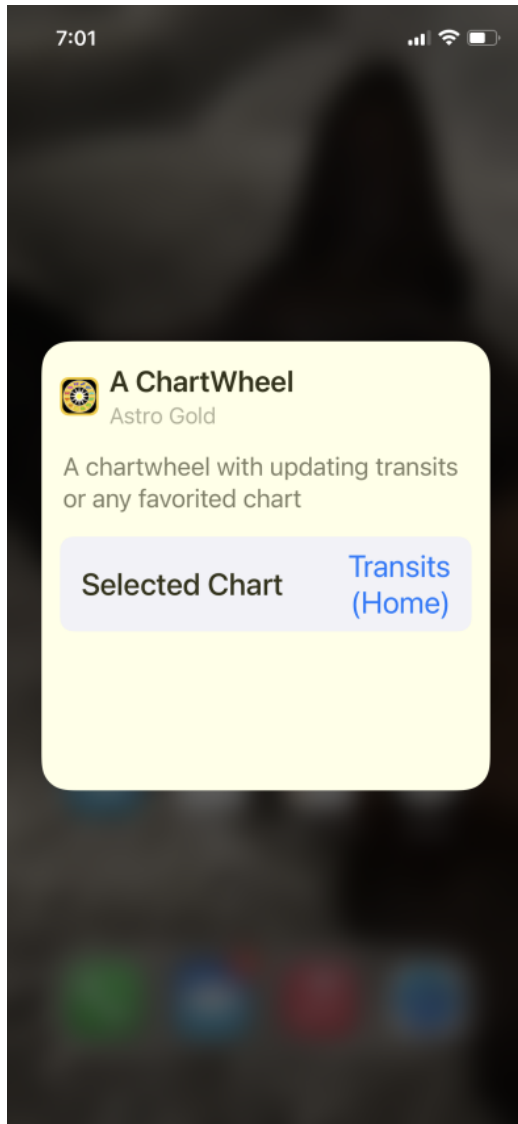 7:01
A ChartWheel
Astro Gold
A chartwheel with updating transits
or any favorited chart
Selected Chart
Transits
(Home)